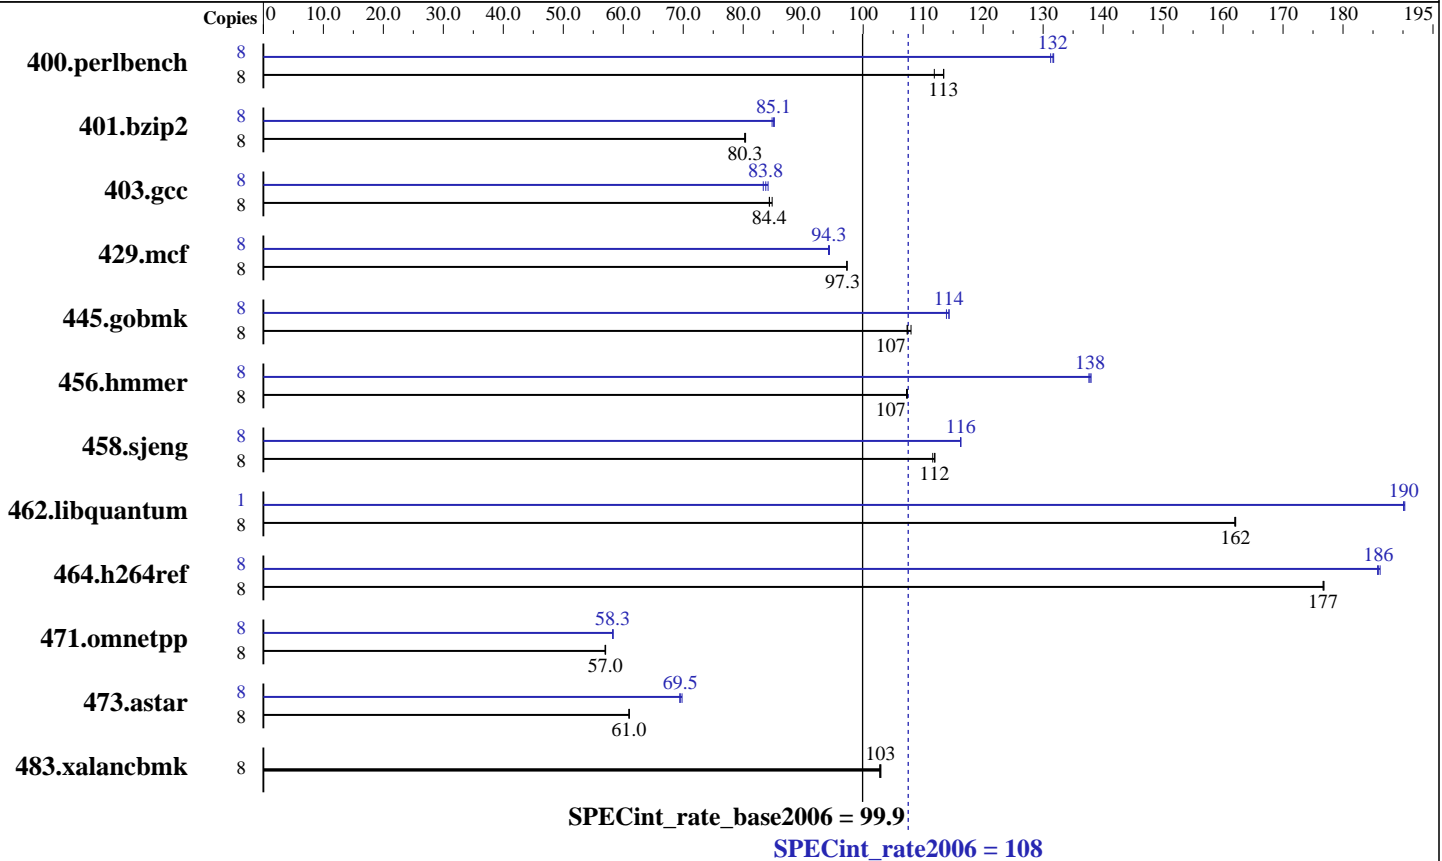 Copies 0 10.0 20.0 30.0 40.0 50.0 60.0 70.0 80.0 90.0 100 110 120 130 140 150 160 170 180 195
400.perlbench 8 132
8 113
401.bzip2 8 85.1
8 80.3
403.gcc 8 83.8
8 84.4
429.mcf 8 94.3
8 97.3
445.gobmk 8 114
8 107
456.hmmer 8 138
8 107
458.sjeng 8 116
8 112
462.libquantum 1 190
8 162
464.h264ref 8 186
8 177
471.omnetpp 8 58.3
8 57.0
473.astar 8 69.5
8 61.0
483.xalancbmk 8 103
SPECint_rate_base2006 = 99.9
SPECint_rate2006 = 108